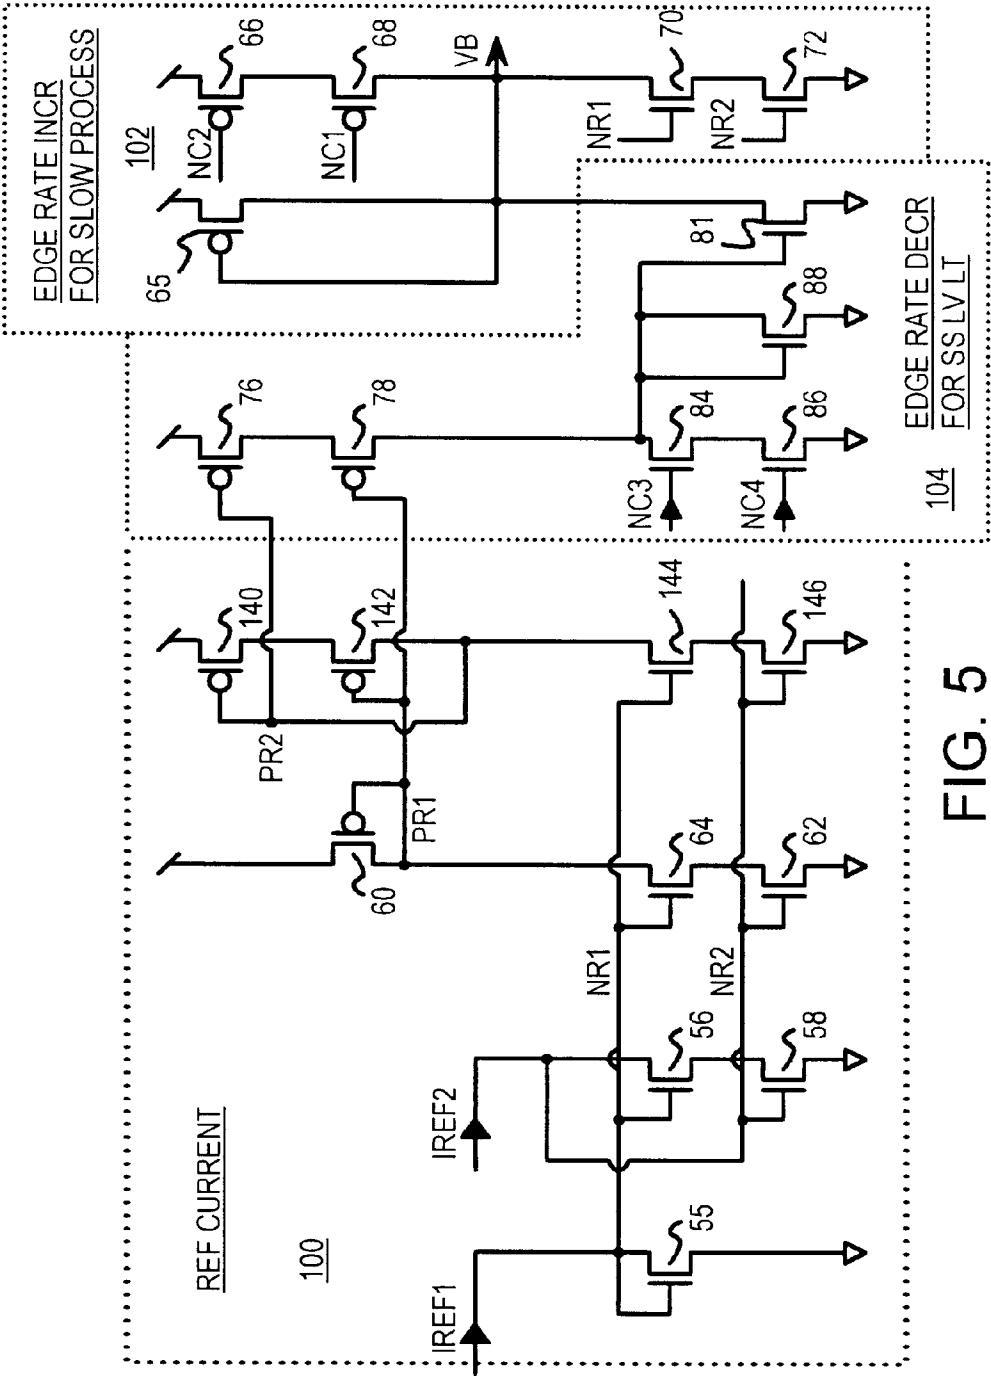 REF CURRENT
100
IREF1
IREF2
55
56
58
NR1
NR2
60
PR1
PR2
64
62
140
142
144
146
76
78
NC3
NC4
84
86
88
81
104
EDGE RATE DECR
FOR SS LV LT
EDGE RATE INCR
FOR SLOW PROCESS
102
65
NC2
NC1
66
68
VB
NR1
NR2
70
72
FIG. 5